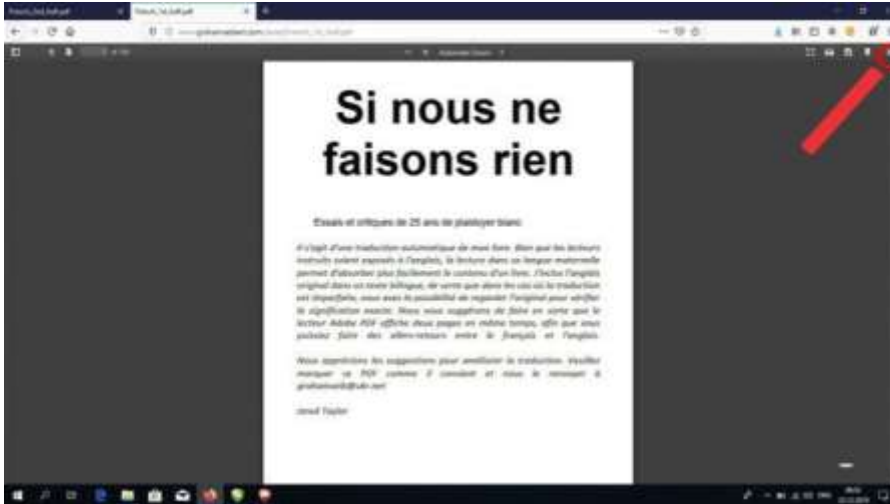 French_1st_half.pdf
French_1st_half.pdf
Si nous ne
faisons rien
Essais et critiques de 25 ans de plaidoyer blanc
Il s'agit d'une traduction automatique de mon livre. Bien que les lecteurs
instruits soient exposés à l'anglais, la lecture dans sa langue maternelle
permet d'absorber plus facilement le contenu d'un livre. J'inclus l'anglais
original dans un texte bilingue, de sorte que dans les cas où la traduction
est imparfaite, vous avez la possibilité de regarder l'original pour vérifier
la signification exacte. Nous vous suggérons de faire en sorte que le
lecteur Adobe PDF affiche deux pages en même temps, afin que vous
puissiez faire des allers-retours entre le français et l'anglais.
Nous apprécions les suggestions pour améliorer la traduction. Veuillez
marquer ce PDF comme il convient et nous le renvoyer à
Jared Taylor